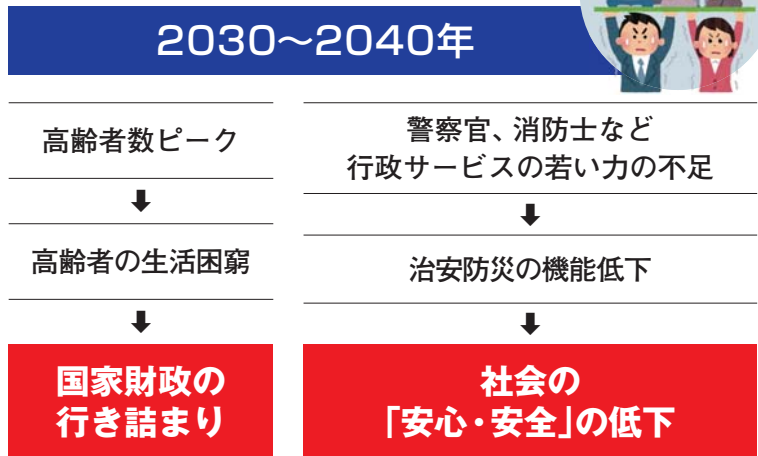 2030〜2040年
高齢者数ピーク
⬇
高齢者の生活困窮
⬇
国家財政の
行き詰まり
警察官、消防士など
行政サービスの若い力の不足
⬇
治安防災の機能低下
⬇
社会の
「安心・安全」の低下